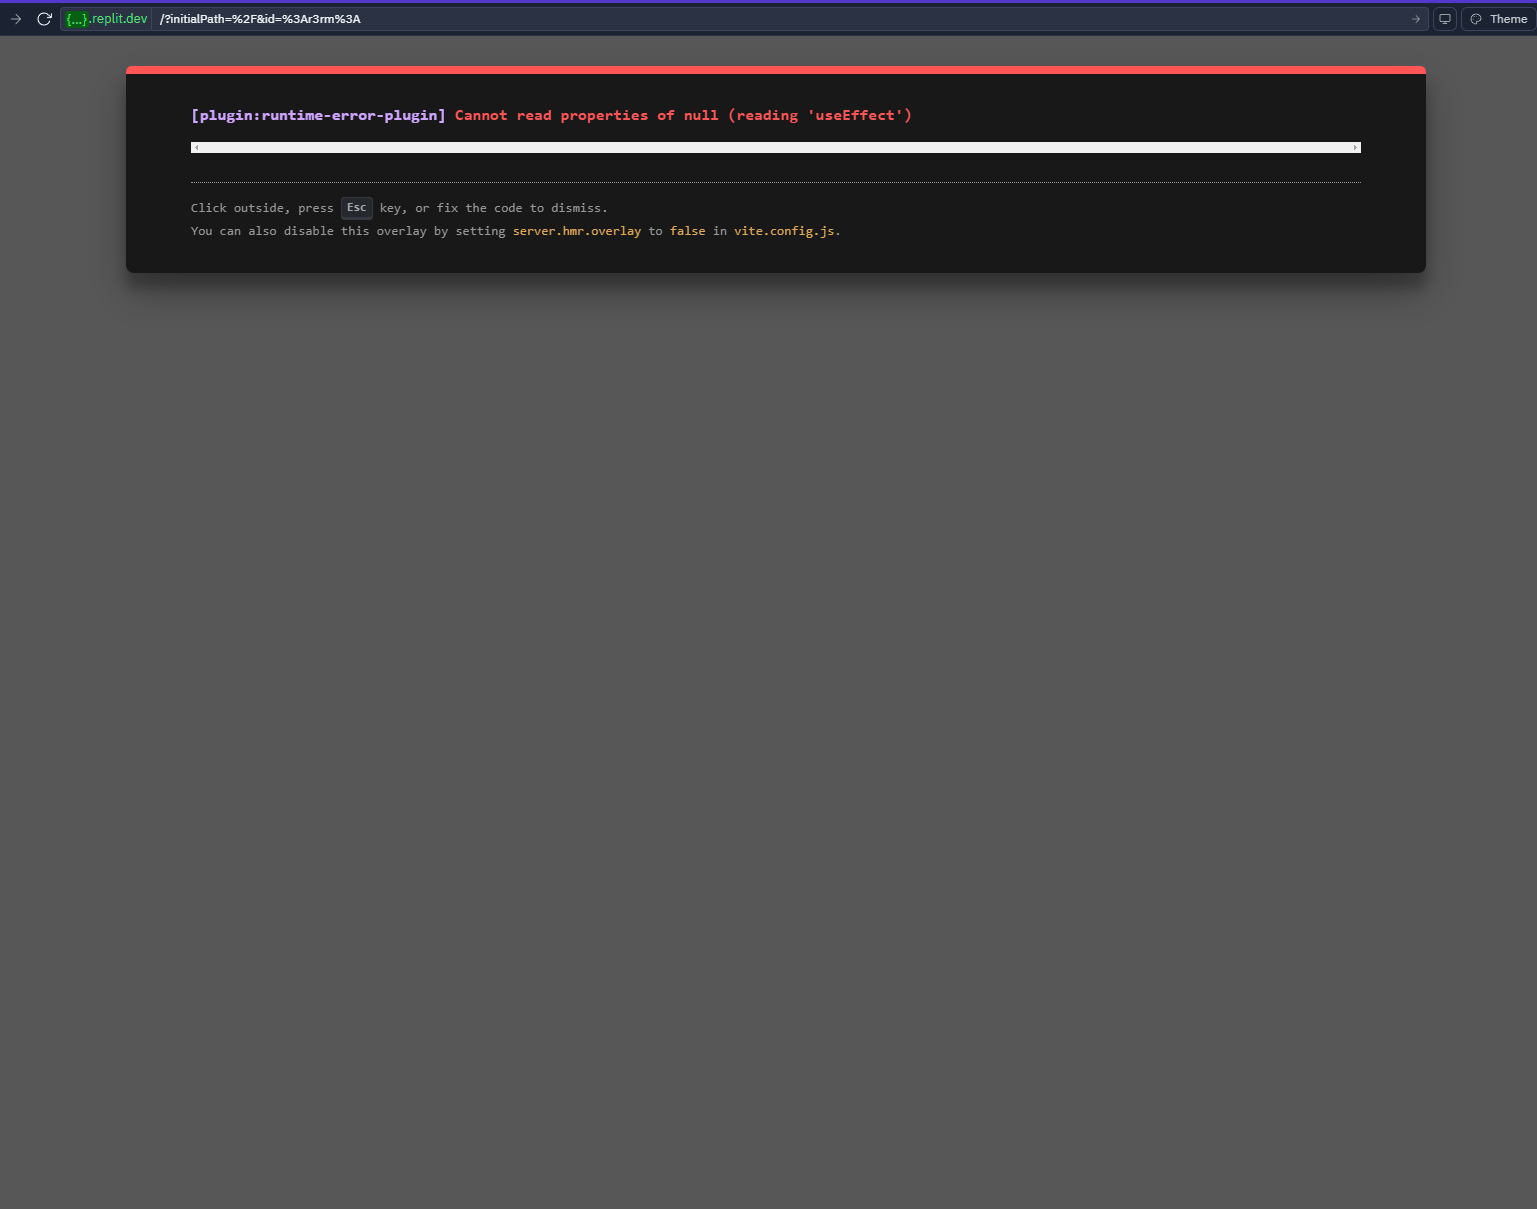 {...}.replit.dev /?initialPath=%2F&id=%3Ar3rm%3A Theme
[plugin:runtime-error-plugin] Cannot read properties of null (reading 'useEffect')
Click outside, press Esc key, or fix the code to dismiss.
You can also disable this overlay by setting server.hmr.overlay to false in vite.config.js.